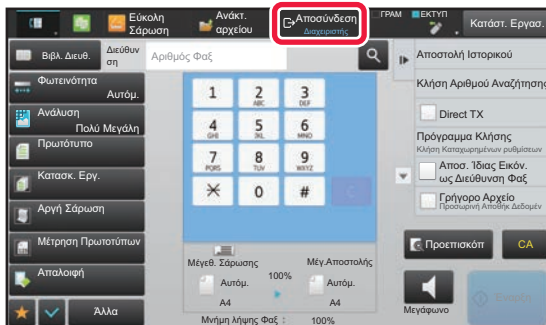 Εύκολη
Σάρωση
Ανάκτ.
αρχείου
Αποσύνδεση
Διαχειριστής
ΓΡΑΜ
ΕΚΤΥΠ
Κατάστ. Εργασ.
Βιβλ. Διευθ.
Διεύθυν
ση
Αριθμός Φαξ
Αποστολή Ιστορικού
Φωτεινότητα
Αυτόμ.
Κλήση Αριθμού Αναζήτησης
Ανάλυση
Πολύ Μεγάλη
Direct TX
Πρωτότυπο
Πρόγραμμα Κλήσης
Κλήση Καταχωρημένων ρυθμίσεων
Κατασκ. Εργ.
Αποσ. Ίδιας Εικόν.
ως Διεύθυνση Φαξ
Αργή Σάρωση
Γρήγορο Αρχείο
Προσωρινή Αποθήκ Δεδομέν
1 2 3
ABC DEF
4 5 6
GHI JKL MNO
7 8 9
PQRS TUV WXYZ
0 #
C
Μέτρηση Πρωτοτύπων
Προεπισκόπ
CA
Απαλοιφή
Μέγεθ. Σάρωσης
Μέγ.Αποστολής
100%
Αυτόμ.
Αυτόμ.
A4
A4
Άλλα
Μνήμη λήψης Φαξ : 100%
Μεγάφωνο
Έναρξη